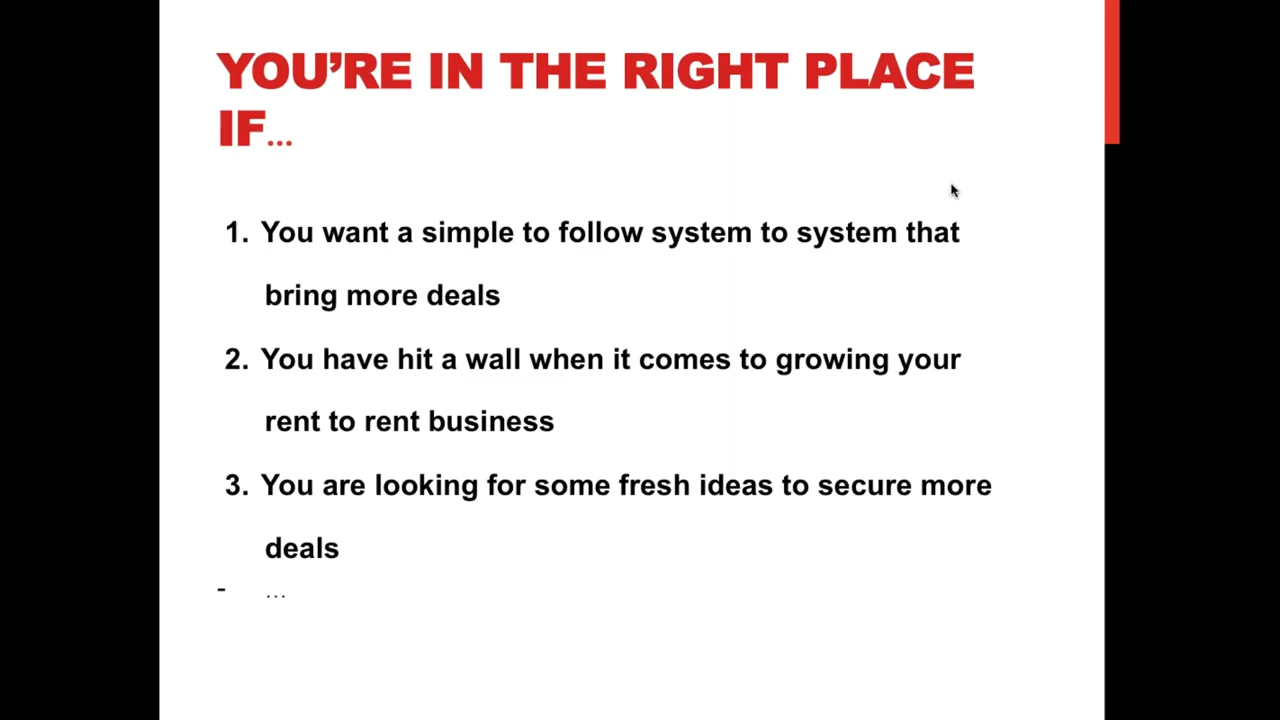 YOU’RE IN THE RIGHT PLACE
IF...
1. You want a simple to follow system to system that
bring more deals
2. You have hit a wall when it comes to growing your
rent to rent business
3. You are looking for some fresh ideas to secure more
deals
- ...